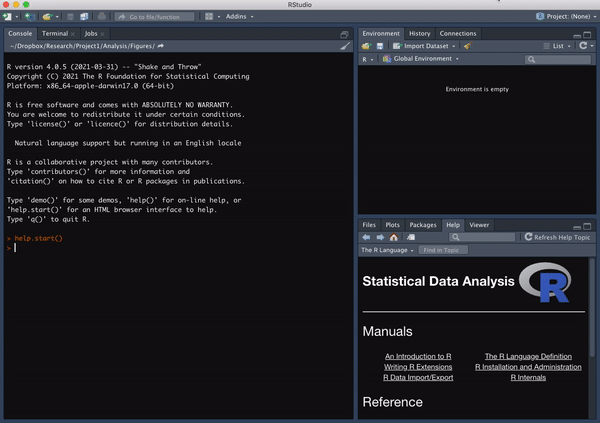 RStudio
Go to file/function
Addins
Project: (None)
Console Terminal × Jobs ×
~/Dropbox/Research/Project1/Analysis/Figures/
R version 4.0.5 (2021-03-31) -- "Shake and Throw"
Copyright (C) 2021 The R Foundation for Statistical Computing
Platform: x86_64-apple-darwin17.0 (64-bit)
R is free software and comes with ABSOLUTELY NO WARRANTY.
You are welcome to redistribute it under certain conditions.
Type 'license()' or 'licence()' for distribution details.
Natural language support but running in an English locale
R is a collaborative project with many contributors.
Type 'contributors()' for more information and
'citation()' on how to cite R or R packages in publications.
Type 'demo()' for some demos, 'help()' for on-line help, or
'help.start()' for an HTML browser interface to help.
Type 'q()' to quit R.
> help.start()
>
Environment History Connections
Import Dataset
List
R Global Environment
Environment is empty
Files Plots Packages Help Viewer
Refresh Help Topic
The R Language
Find in Topic
Statistical Data Analysis
R
Manuals
An Introduction to R The R Language Definition
Writing R Extensions R Installation and Administration
R Data Import/Export R Internals
Reference